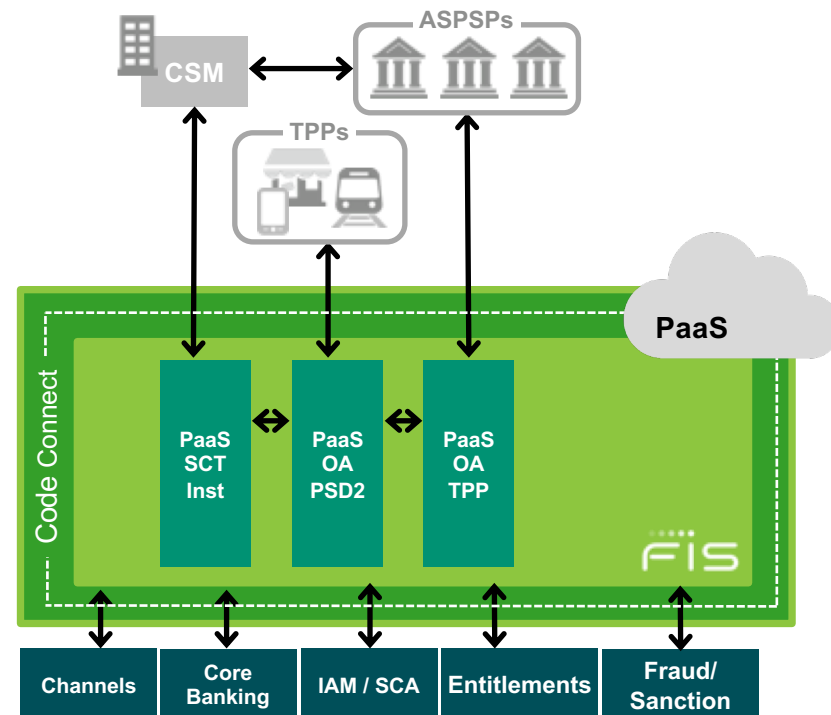 ASPSPs
CSM
TPPs
PaaS
Code Connect
PaaS
SCT
Inst
PaaS
OA
PSD2
PaaS
OA
TPP
FIS
Channels
Core
Banking
IAM / SCA
Entitlements
Fraud/
Sanction